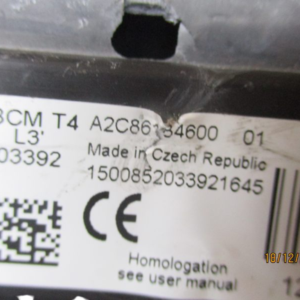 BCM T4 A2C86134600 01
L3'
03392 Made in Czech Republic
1500852033921645
CE
Homologation
see user manual